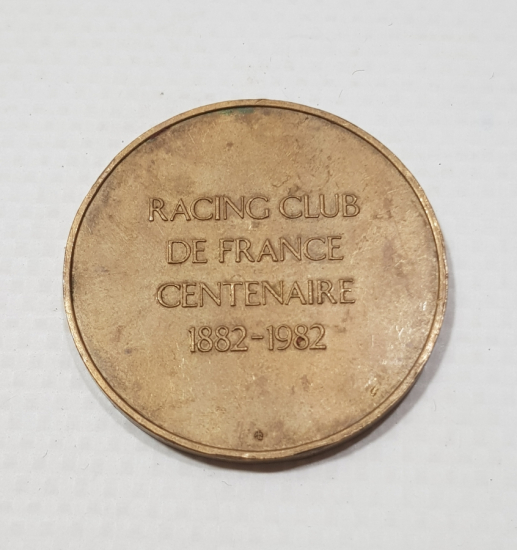 RACING CLUB
DE FRANCE
CENTENAIRE
1882-1982